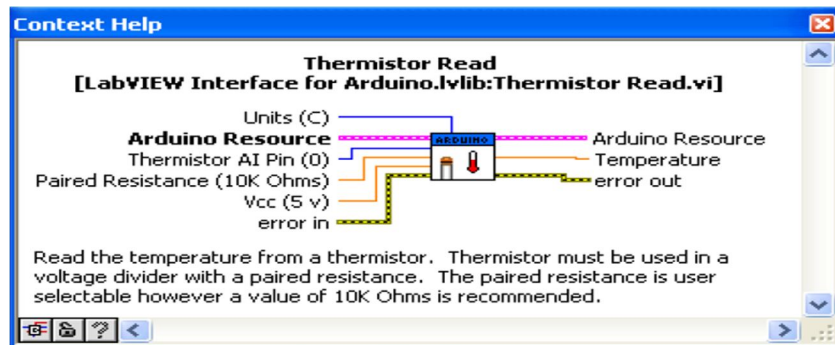 Context Help
Thermistor Read
[LabVIEW Interface for Arduino.lvlib:Thermistor Read.vi]
Units (C)
Arduino Resource
Thermistor AI Pin (0)
Paired Resistance (10K Ohms)
Vcc (5 v)
error in
ARDUINO
Arduino Resource
Temperature
error out
Read the temperature from a thermistor. Thermistor must be used in a
voltage divider with a paired resistance. The paired resistance is user
selectable however a value of 10K Ohms is recommended.
?